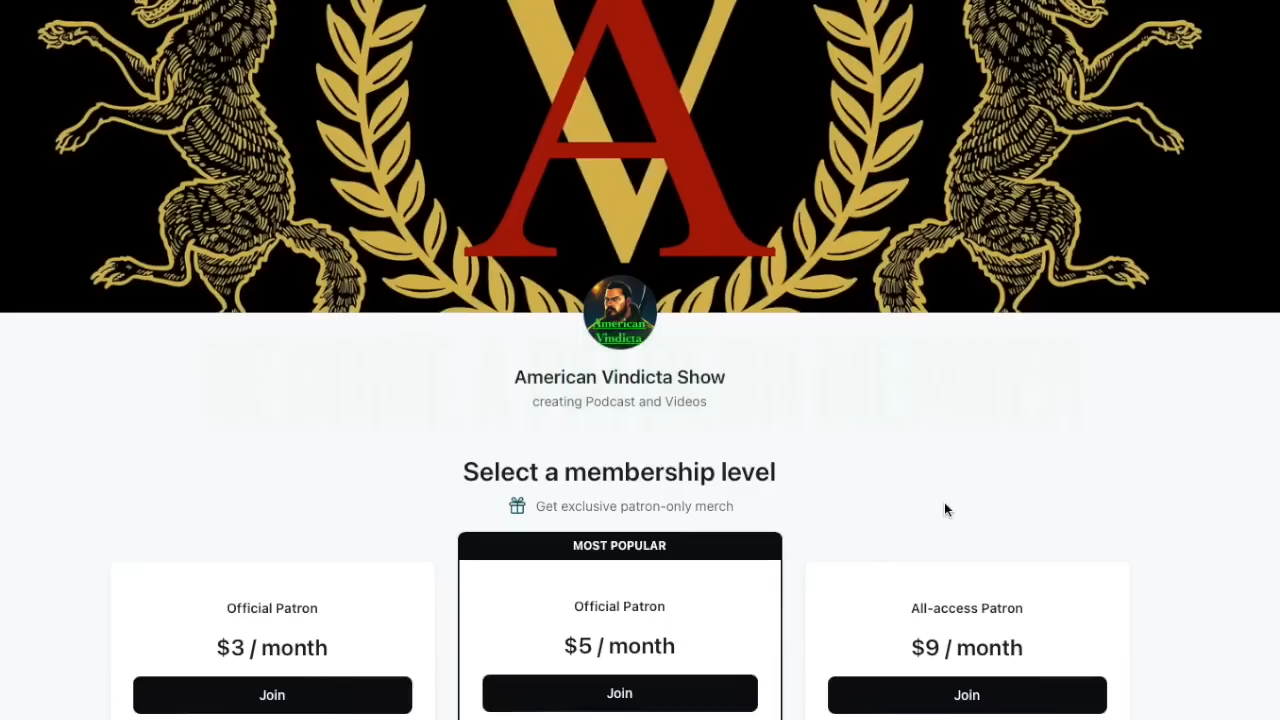 V
A
American
Vindicta
American Vindicta Show
creating Podcast and Videos
Select a membership level
Get exclusive patron-only merch
MOST POPULAR
Official Patron
$3 / month
Join
Official Patron
$5 / month
Join
All-access Patron
$9 / month
Join